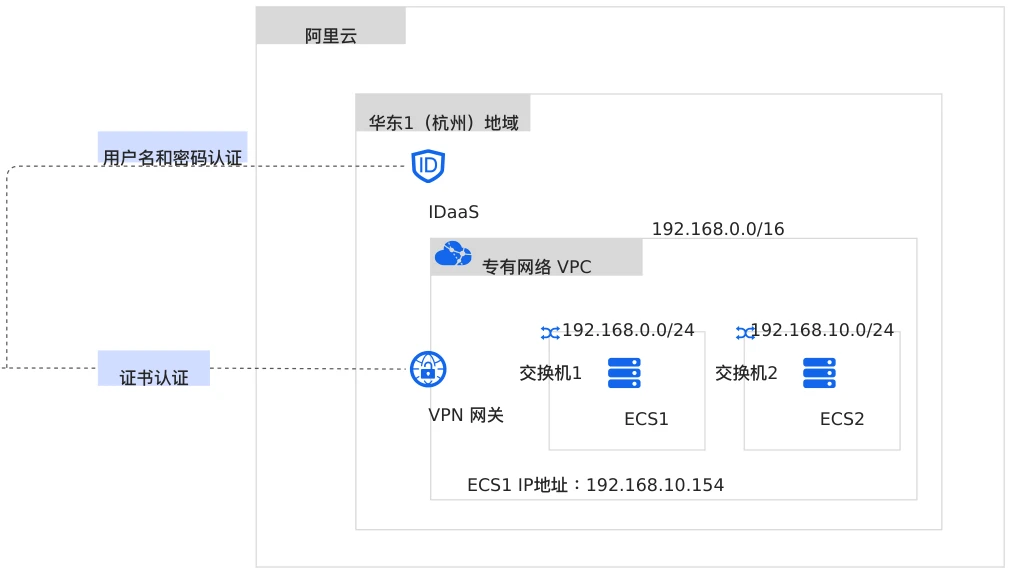 阿里云
华东1（杭州）地域
用户名和密码认证
ID
IDaaS
192.168.0.0/16
专有网络 VPC
192.168.0.0/24
192.168.10.0/24
交换机1
交换机2
证书认证
VPN 网关
ECS1
ECS2
ECS1 IP地址：192.168.10.154